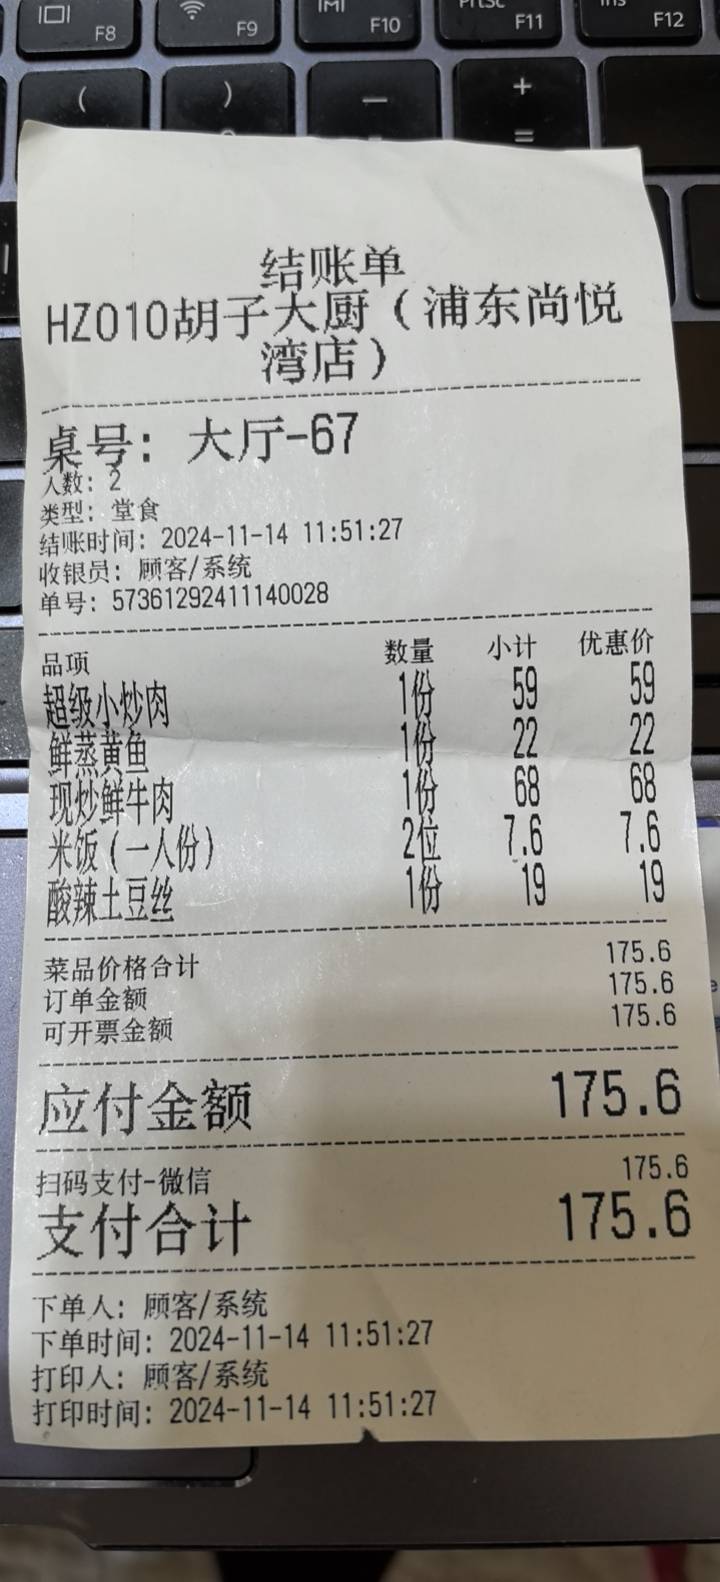 F8
F9
F10
PrtSc
F11
Ins
F12
(
)
—
+
=
结账单
HZ010胡子大厨（浦东尚悦
湾店）
桌号：大厅-67
人数：2
类型：堂食
结账时间：2024-11-14 11:51:27
收银员：顾客/系统
单号：57361292411140028
品项 数量 小计 优惠价
超级小炒肉 1份 59 59
鲜蒸黄鱼 1份 22 22
现炒鲜牛肉 1份 68 68
米饭（一人份） 2位 7.6 7.6
酸辣土豆丝 1份 19 19
菜品价格合计 175.6
订单金额 175.6
可开票金额 175.6
应付金额 175.6
扫码支付-微信 175.6
支付合计 175.6
下单人：顾客/系统
下单时间：2024-11-14 11:51:27
打印人：顾客/系统
打印时间：2024-11-14 11:51:27